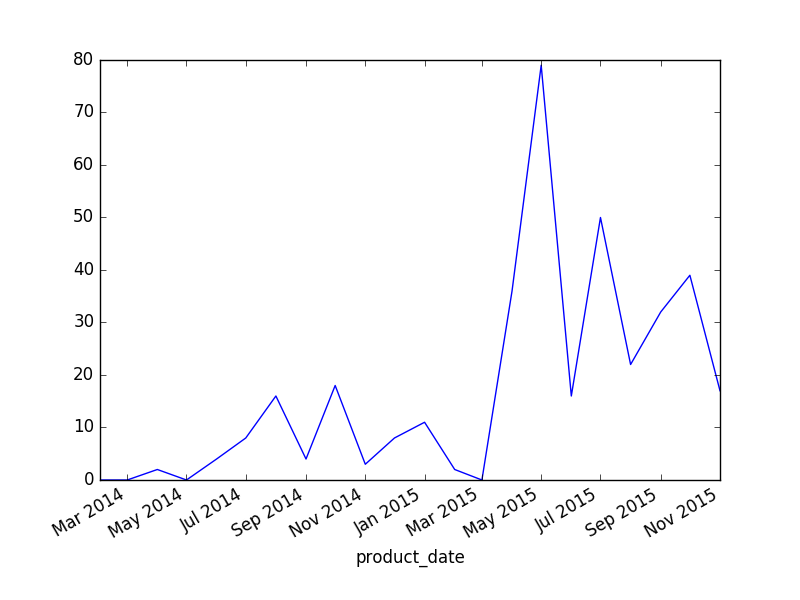 80
70
60
50
40
30
20
10
0
Mar 2014
May 2014
Jul 2014
Sep 2014
Nov 2014
Jan 2015
Mar 2015
May 2015
Jul 2015
Sep 2015
Nov 2015
product_date